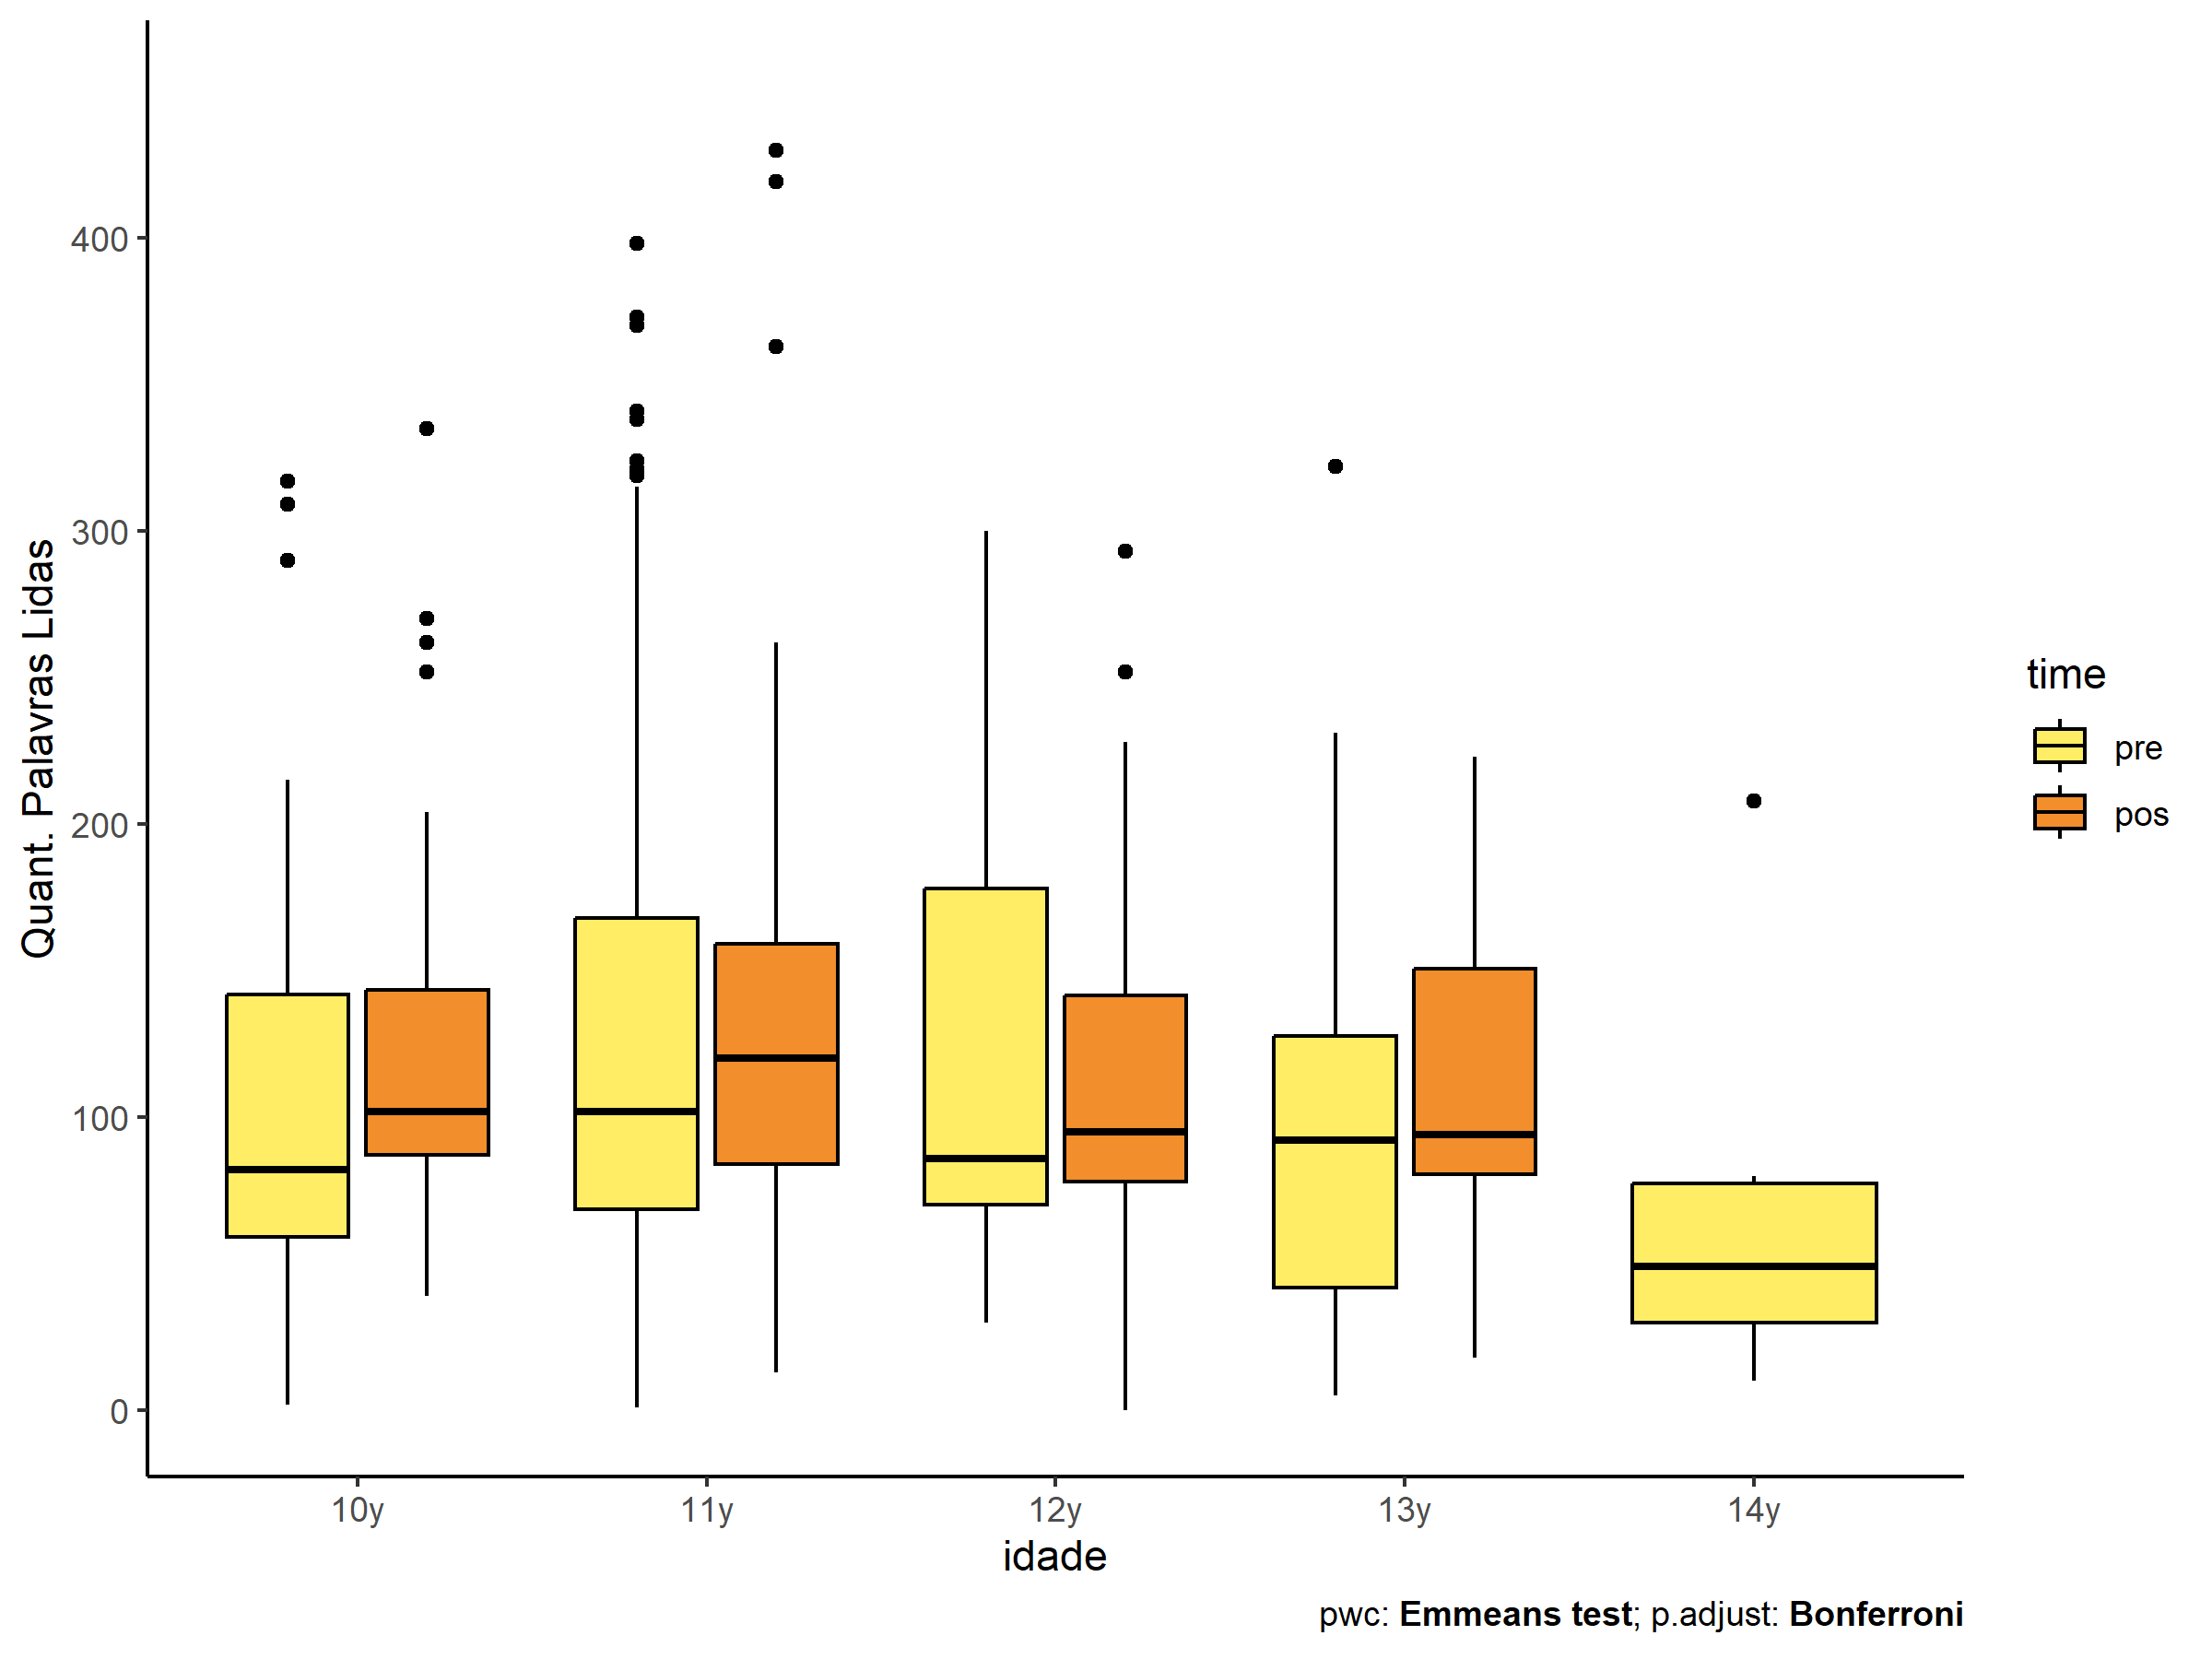 Quant. Palavras Lidas
400
300
200
100
0
10y 11y 12y 13y 14y
idade
time
pre
pos
pwc: Emmeans test; p.adjust: Bonferroni